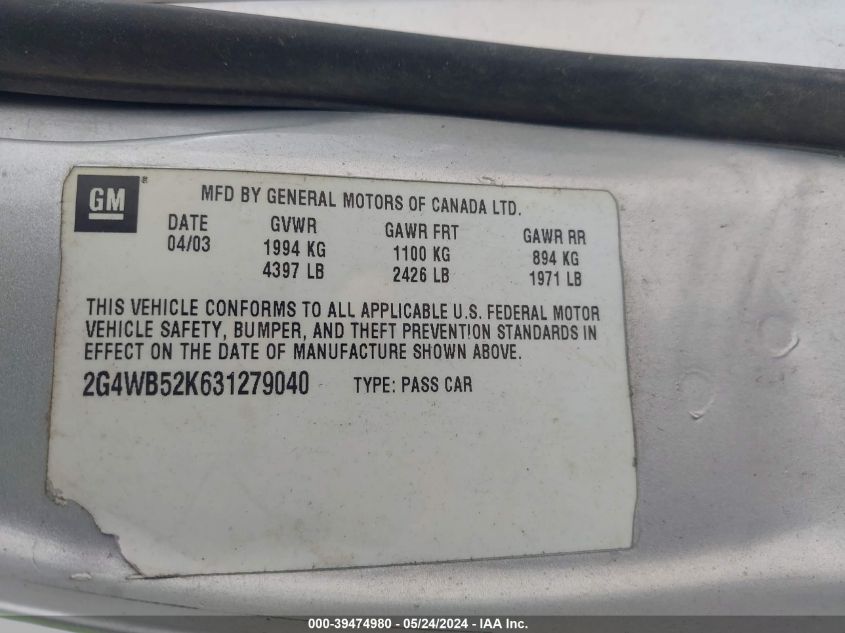 GM
MFD BY GENERAL MOTORS OF CANADA LTD.
DATE GVWR GAWR FRT GAWR RR
04/03 1994 KG 1100 KG 894 KG
4397 LB 2426 LB 1971 LB
THIS VEHICLE CONFORMS TO ALL APPLICABLE U.S. FEDERAL MOTOR
VEHICLE SAFETY, BUMPER, AND THEFT PREVENTION STANDARDS IN
EFFECT ON THE DATE OF MANUFACTURE SHOWN ABOVE.
2G4WB52K631279040 TYPE: PASS CAR
000-39474980 - 05/24/2024 - IAA Inc.